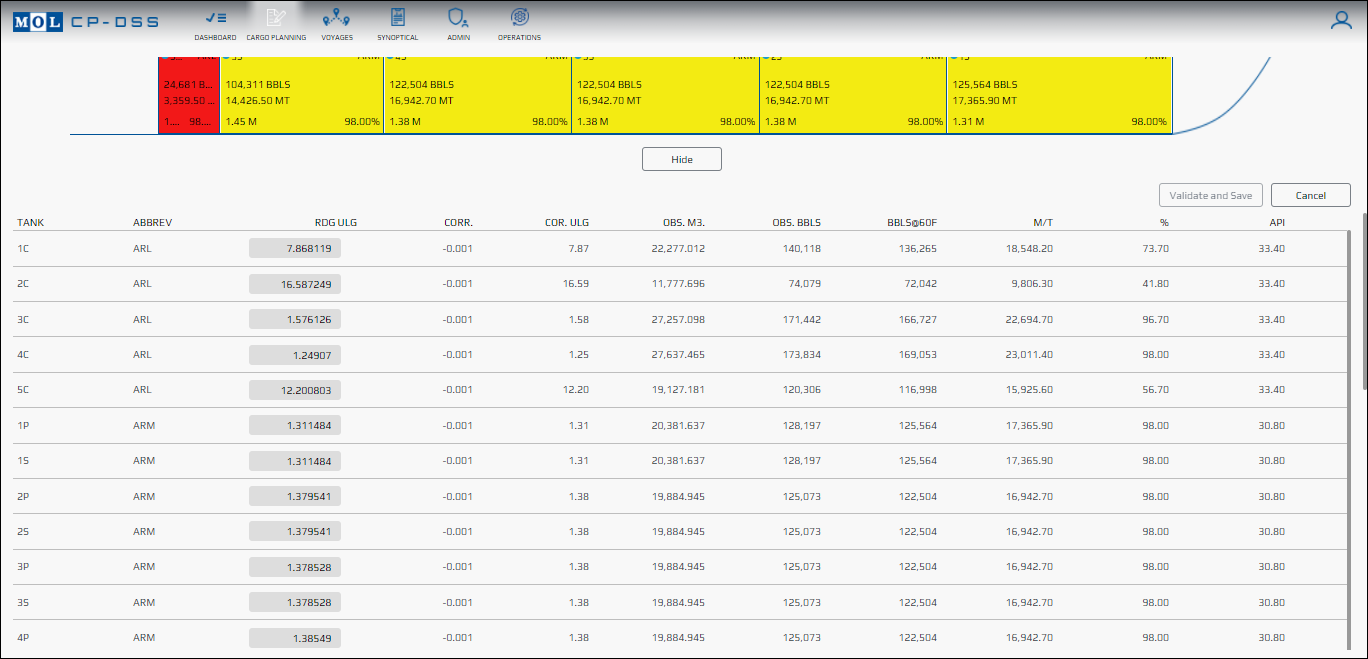 MOL CP-DSS
DASHBOARD CARGO PLANNING VOYAGES SYNOPTICAL ADMIN OPERATIONS
24,681 B... 104,311 BBLS 122,504 BBLS 122,504 BBLS 122,504 BBLS 125,564 BBLS
3,359.50 ... 14,426.50 MT 16,942.70 MT 16,942.70 MT 16,942.70 MT 17,365.90 MT
1.... 98.... 1.45 M 98.00% 1.38 M 98.00% 1.38 M 98.00% 1.38 M 98.00% 1.31 M 98.00%
Hide
Validate and Save Cancel
TANK ABBREV RDG ULG CORR. COR. ULG OBS. M3. OBS. BBLS BBLS@60F M/T % API
1C ARL 7.868119 -0.001 7.87 22,277.012 140,118 136,265 18,548.20 73.70 33.40
2C ARL 16.587249 -0.001 16.59 11,777.696 74,079 72,042 9,806.30 41.80 33.40
3C ARL 1.576126 -0.001 1.58 27,257.098 171,442 166,727 22,694.70 96.70 33.40
4C ARL 1.24907 -0.001 1.25 27,637.465 173,834 169,053 23,011.40 98.00 33.40
5C ARL 12.200803 -0.001 12.20 19,127.181 120,306 116,998 15,925.60 56.70 33.40
1P ARM 1.311484 -0.001 1.31 20,381.637 128,197 125,564 17,365.90 98.00 30.80
1S ARM 1.311484 -0.001 1.31 20,381.637 128,197 125,564 17,365.90 98.00 30.80
2P ARM 1.379541 -0.001 1.38 19,884.945 125,073 122,504 16,942.70 98.00 30.80
2S ARM 1.379541 -0.001 1.38 19,884.945 125,073 122,504 16,942.70 98.00 30.80
3P ARM 1.378528 -0.001 1.38 19,884.945 125,073 122,504 16,942.70 98.00 30.80
3S ARM 1.378528 -0.001 1.38 19,884.945 125,073 122,504 16,942.70 98.00 30.80
4P ARM 1.38549 -0.001 1.38 19,884.945 125,073 122,504 16,942.70 98.00 30.80